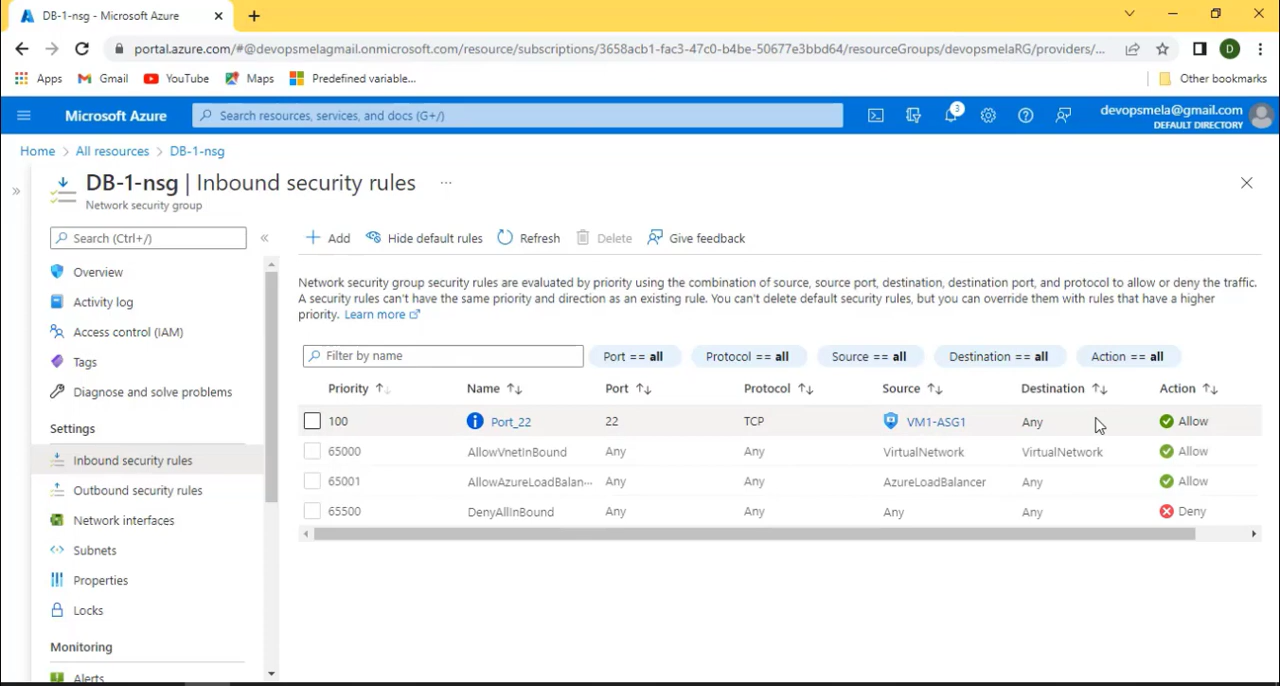 DB-1-nsg - Microsoft Azure
portal.azure.com/#@devopsmelagmail.onmicrosoft.com/resource/subscriptions/3658acb1-fac3-47c0-b4be-50677e3bbd64/resourceGroups/devopsmelaRG/providers/...
D
Apps Gmail YouTube Maps Predefined variable... Other bookmarks
Microsoft Azure Search resources, services, and docs (G+/) 3 devopsmela@gmail.com
DEFAULT DIRECTORY
Home > All resources > DB-1-nsg
DB-1-nsg | Inbound security rules ...
Network security group
Search (Ctrl+/)
Overview
Activity log
Access control (IAM)
Tags
Diagnose and solve problems
Settings
Inbound security rules
Outbound security rules
Network interfaces
Subnets
Properties
Locks
Monitoring
Alerts
Add Hide default rules Refresh Delete Give feedback
Network security group security rules are evaluated by priority using the combination of source, source port, destination, destination port, and protocol to allow or deny the traffic.
A security rules can't have the same priority and direction as an existing rule. You can't delete default security rules, but you can override them with rules that have a higher
priority. Learn more
Filter by name Port == all Protocol == all Source == all Destination == all Action == all
Priority Name Port Protocol Source Destination Action
100 Port_22 22 TCP VM1-ASG1 Any Allow
65000 AllowVnetInBound Any Any VirtualNetwork VirtualNetwork Allow
65001 AllowAzureLoadBalan... Any Any AzureLoadBalancer Any Allow
65500 DenyAllInBound Any Any Any Any Deny